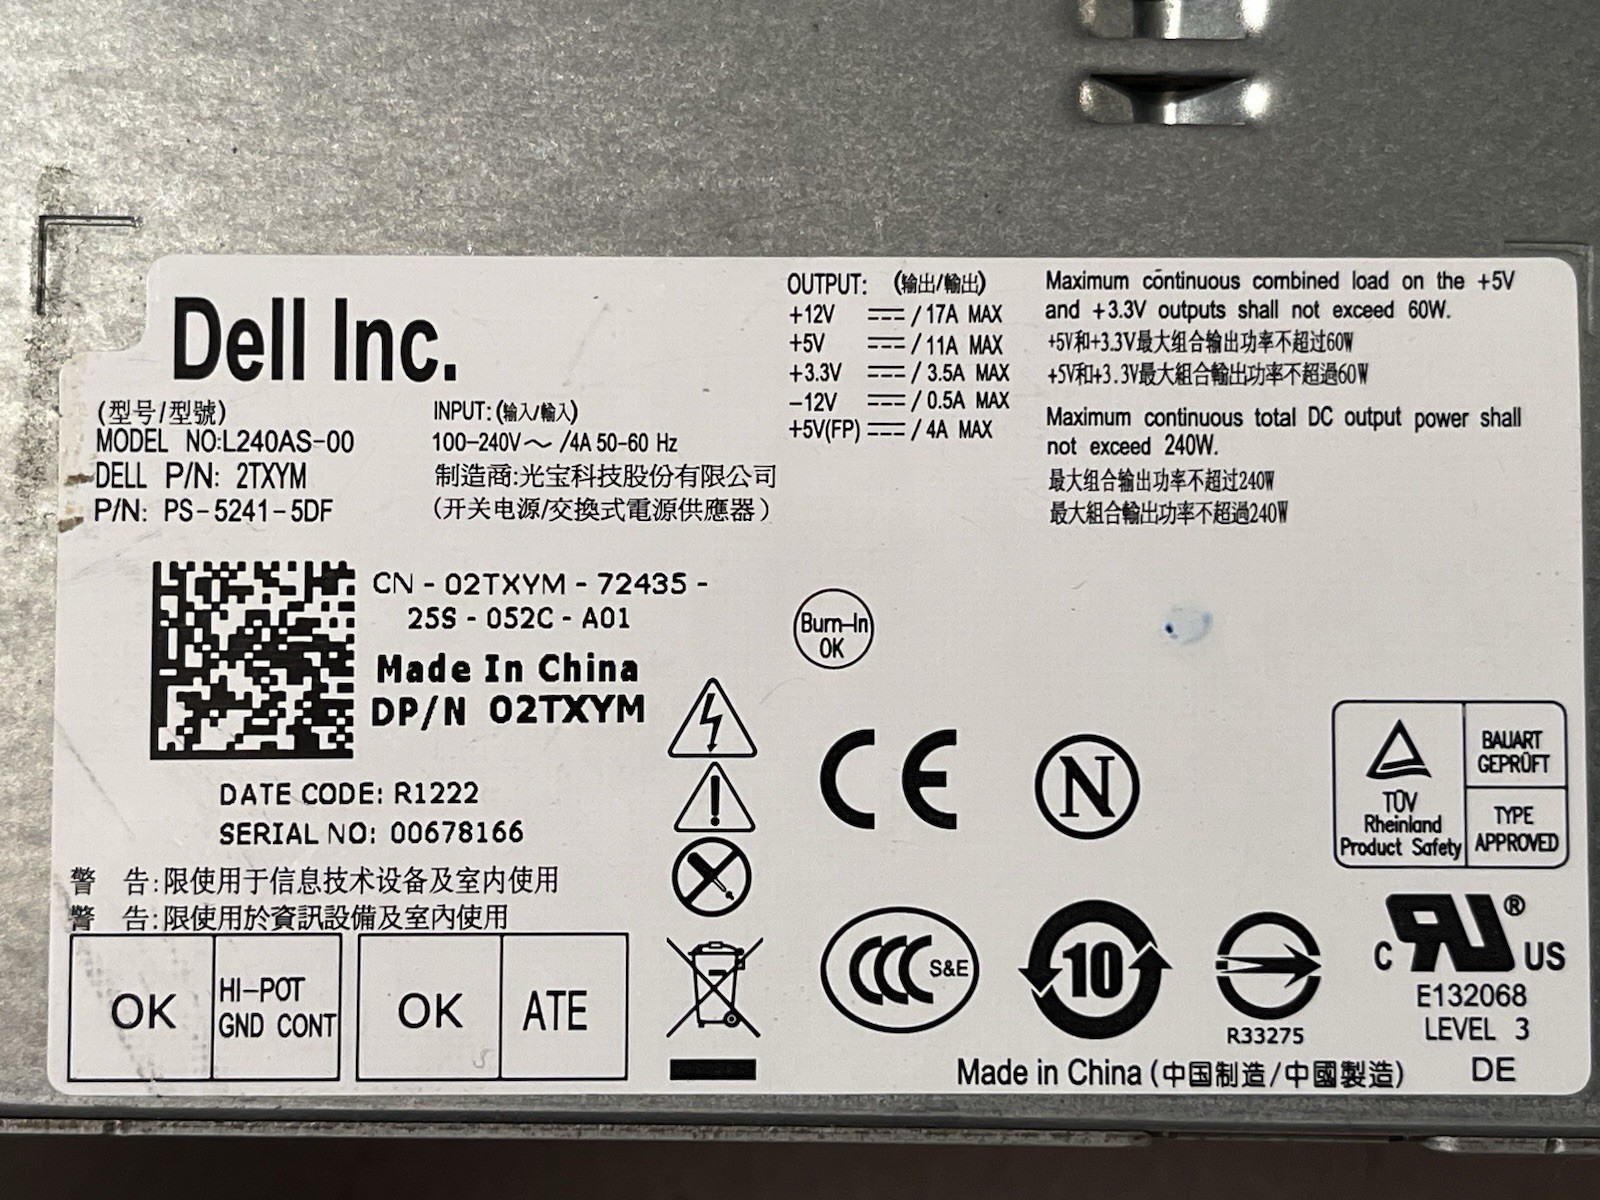 Dell Inc.
(型号/型號)
MODEL NO:L240AS-00
DELL P/N: 2TXYM
P/N: PS-5241-5DF
INPUT:(输入/輸入)
100-240V～ /4A 50-60 Hz
制造商:光宝科技股份有限公司
(开关电源/交換式電源供應器)
OUTPUT: (输出/輸出)
+12V ⎓ / 17A MAX
+5V ⎓ / 11A MAX
+3.3V ⎓ / 3.5A MAX
-12V ⎓ / 0.5A MAX
+5V(FP) ⎓ / 4A MAX
Maximum continuous combined load on the +5V
and +3.3V outputs shall not exceed 60W.
+5V和+3.3V最大组合输出功率不超过60W
+5V和+3.3V最大組合輸出功率不超過60W
Maximum continuous total DC output power shall
not exceed 240W.
最大组合输出功率不超过240W
最大組合輸出功率不超過240W
CN - 02TXYM - 72435 -
25S - 052C - A01
Made In China
DP/N 02TXYM
DATE CODE: R1222
SERIAL NO: 00678166
警 告:限使用于信息技术设备及室内使用
警 告:限使用於資訊設備及室內使用
OK
HI-POT
GND CONT
OK
ATE
Burn-In
OK
CE
N
TÜV
Rheinland
Product Safety
BAUART
GEPRÜFT
TYPE
APPROVED
CCC S&E
10
R33275
C RU® US
E132068
LEVEL 3
Made in China (中国制造/中國製造)
DE